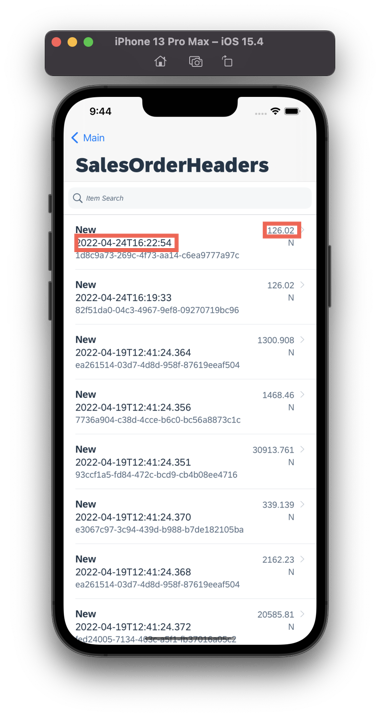 iPhone 13 Pro Max – iOS 15.4
9:44
Main
SalesOrderHeaders
Item Search
New 126.02
2022-04-24T16:22:54 N
1d8c9a73-269c-4f73-aa14-c6ea9777a97c
New 126.02
2022-04-24T16:19:33 N
82f51da0-04c3-4967-9ef8-09270719bc96
New 1300.908
2022-04-19T12:41:24.364 N
ea261514-03d7-4d8d-958f-87619eeaf504
New 1468.46
2022-04-19T12:41:24.356 N
7736a904-c38d-4cce-b6c0-bc56a8873c1c
New 30913.761
2022-04-19T12:41:24.351 N
93ccf1a5-fd84-472c-bcd9-cb4b08ee4716
New 339.139
2022-04-19T12:41:24.370 N
e3067c97-3c94-439d-b988-b7de182105ba
New 2162.23
2022-04-19T12:41:24.368 N
ea261514-03d7-4d8d-958f-87619eeaf504
New 20585.81
2022-04-19T12:41:24.372 N